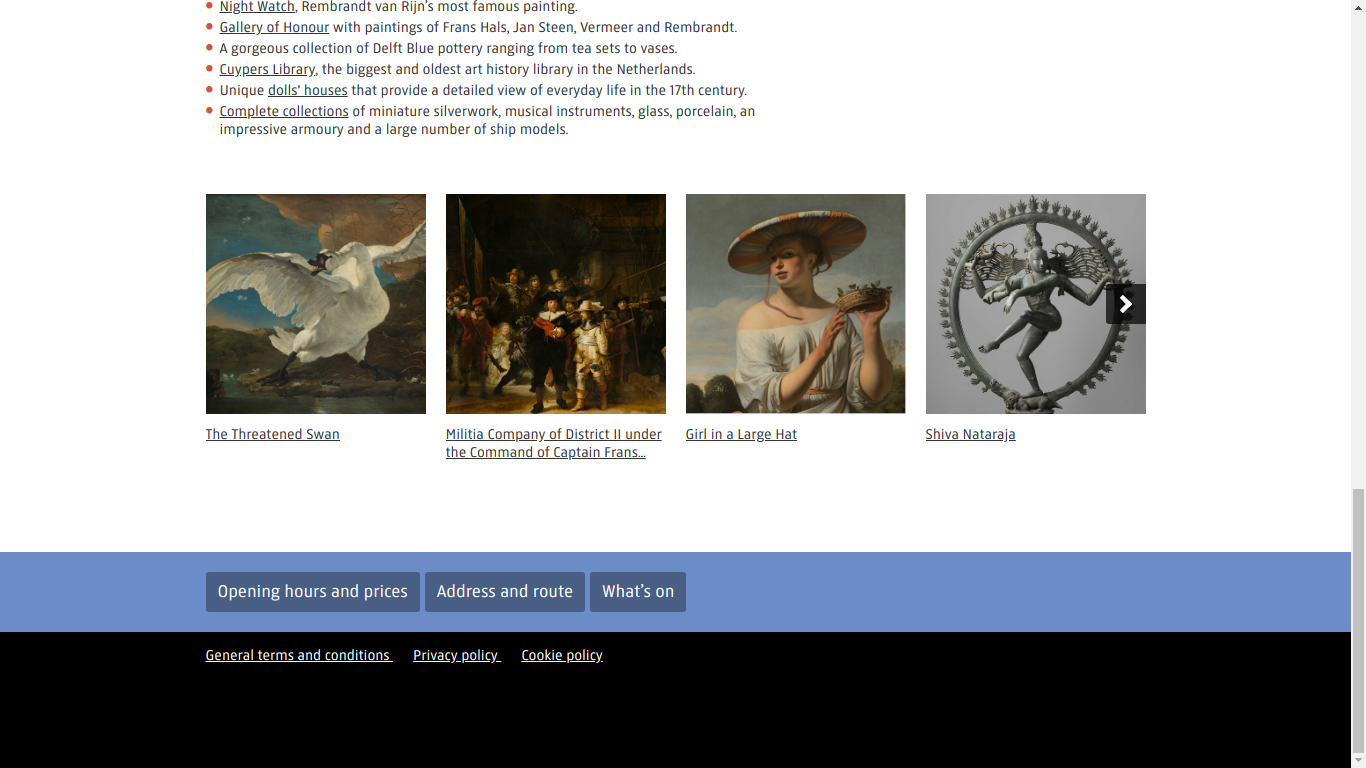 Night Watch, Rembrandt van Rijn's most famous painting.
Gallery of Honour with paintings of Frans Hals, Jan Steen, Vermeer and Rembrandt.
A gorgeous collection of Delft Blue pottery ranging from tea sets to vases.
Cuypers Library, the biggest and oldest art history library in the Netherlands.
Unique dolls' houses that provide a detailed view of everyday life in the 17th century.
Complete collections of miniature silverwork, musical instruments, glass, porcelain, an
impressive armoury and a large number of ship models.
The Threatened Swan
Militia Company of District II under
the Command of Captain Frans...
Girl in a Large Hat
Shiva Nataraja
Opening hours and prices
Address and route
What's on
General terms and conditions
Privacy policy
Cookie policy